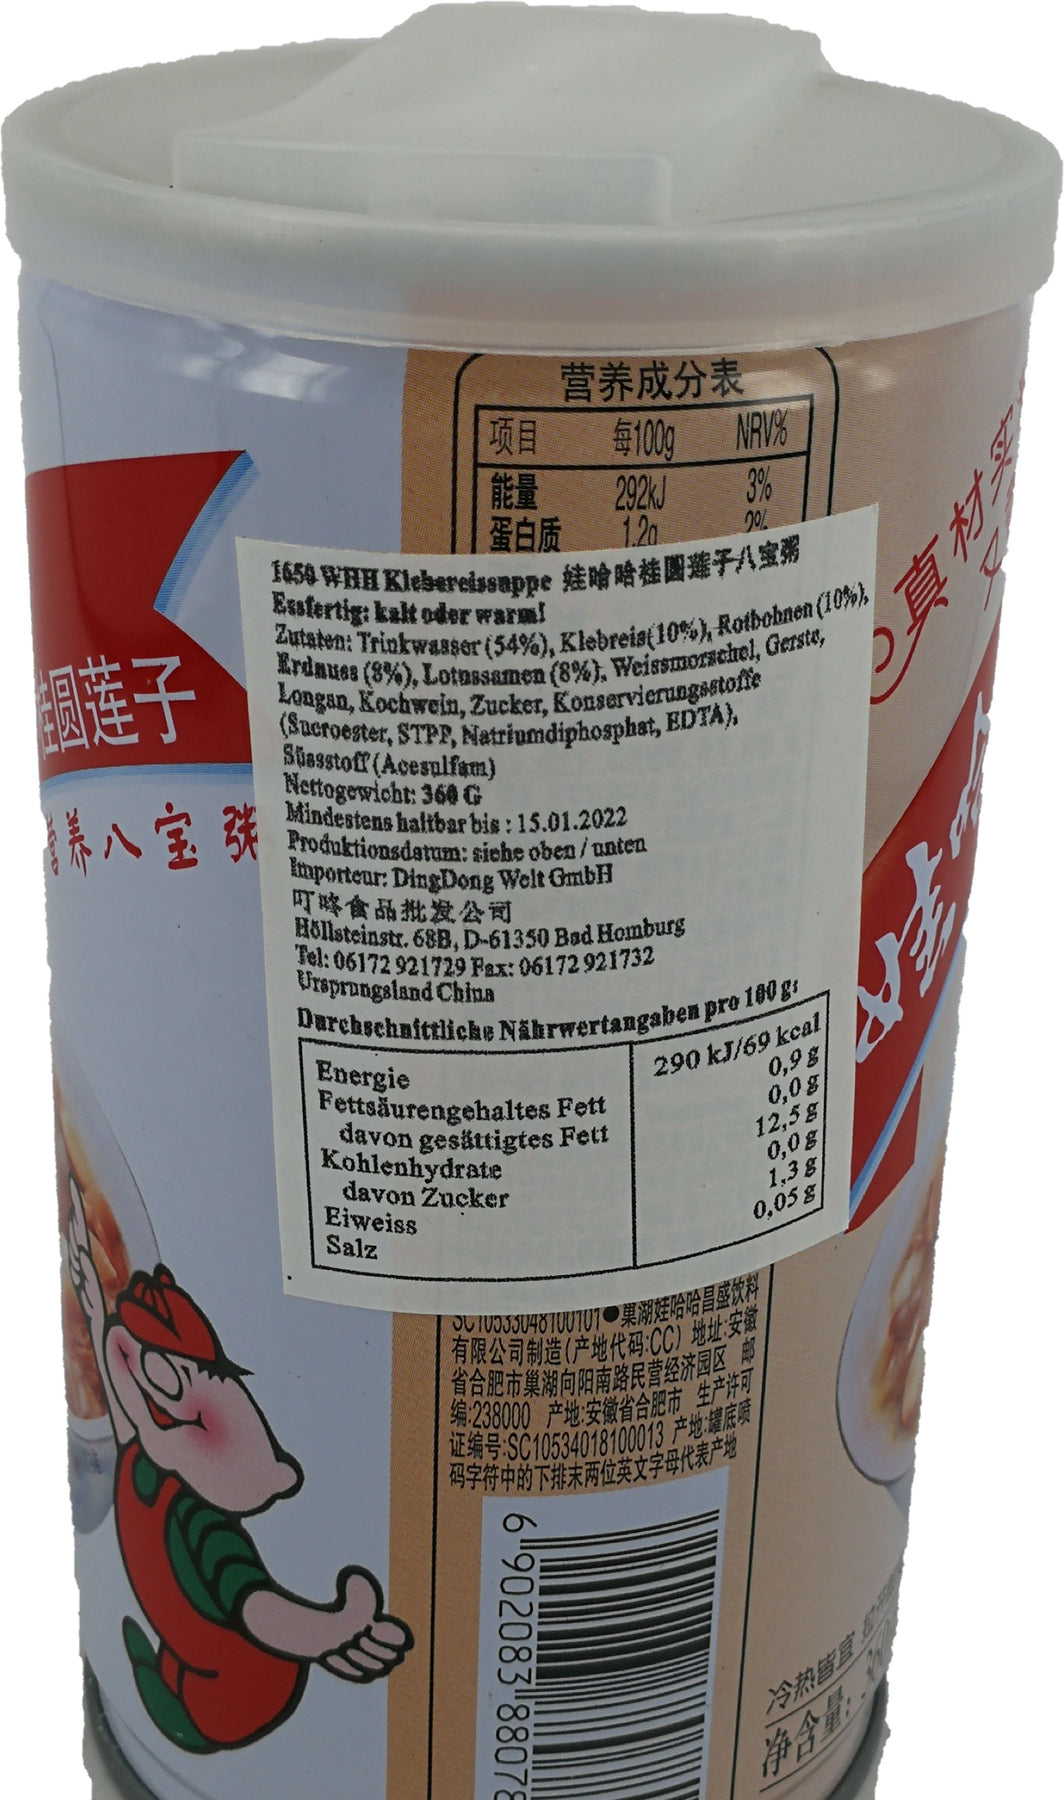 营养成分表
项目 每100g NRV%
能量 292kJ 3%
蛋白质 1.2g 2%
真材实
桂圆莲子
营养八宝粥
1650 WHH Klebereissuppe 娃哈哈桂圆莲子八宝粥
Essfertig: kalt oder warm!
Zutaten: Trinkwasser (54%), Klebreis(10%), Rotbohnen (10%),
Erdnuss (8%), Lotussamen (8%). Weissmorschel, Gerste,
Longan, Kochwein, Zucker, Konservierungsstoffe
(Sucroester, STPP, Natriumdiphosphat, EDTA),
Süssstoff (Acesulfam)
Nettogewicht: 360 G
Mindestens haltbar bis : 15.01.2022
Produktionsdatum: siehe oben / unten
Importeur: DingDong Welt GmbH
叮咚食品批发公司
Höllsteinstr. 68B, D-61350 Bad Homburg
Tel: 06172 921729 Fax: 06172 921732
Ursprungsland China
Durchschnittliche Nährwertangaben pro 100 g:
Energie 290 kJ/69 kcal
Fettsäurengehaltes Fett 0,9 g
davon gesättigtes Fett 0,0 g
Kohlenhydrate 12,5 g
davon Zucker 0,0 g
Eiweiss 1,3 g
Salz 0,05 g
SC10533048100101●巢湖娃哈哈昌盛饮料
有限公司制造(产地代码:CC) 地址:安徽
省合肥市巢湖向阳南路民营经济园区 邮
编:238000 产地:安徽省合肥市 生产许可
证编号:SC10534018100013 产地:罐底喷
码字符中的下排末两位英文字母代表产地
6 902083 88078
冷热皆宜
净含量: 360